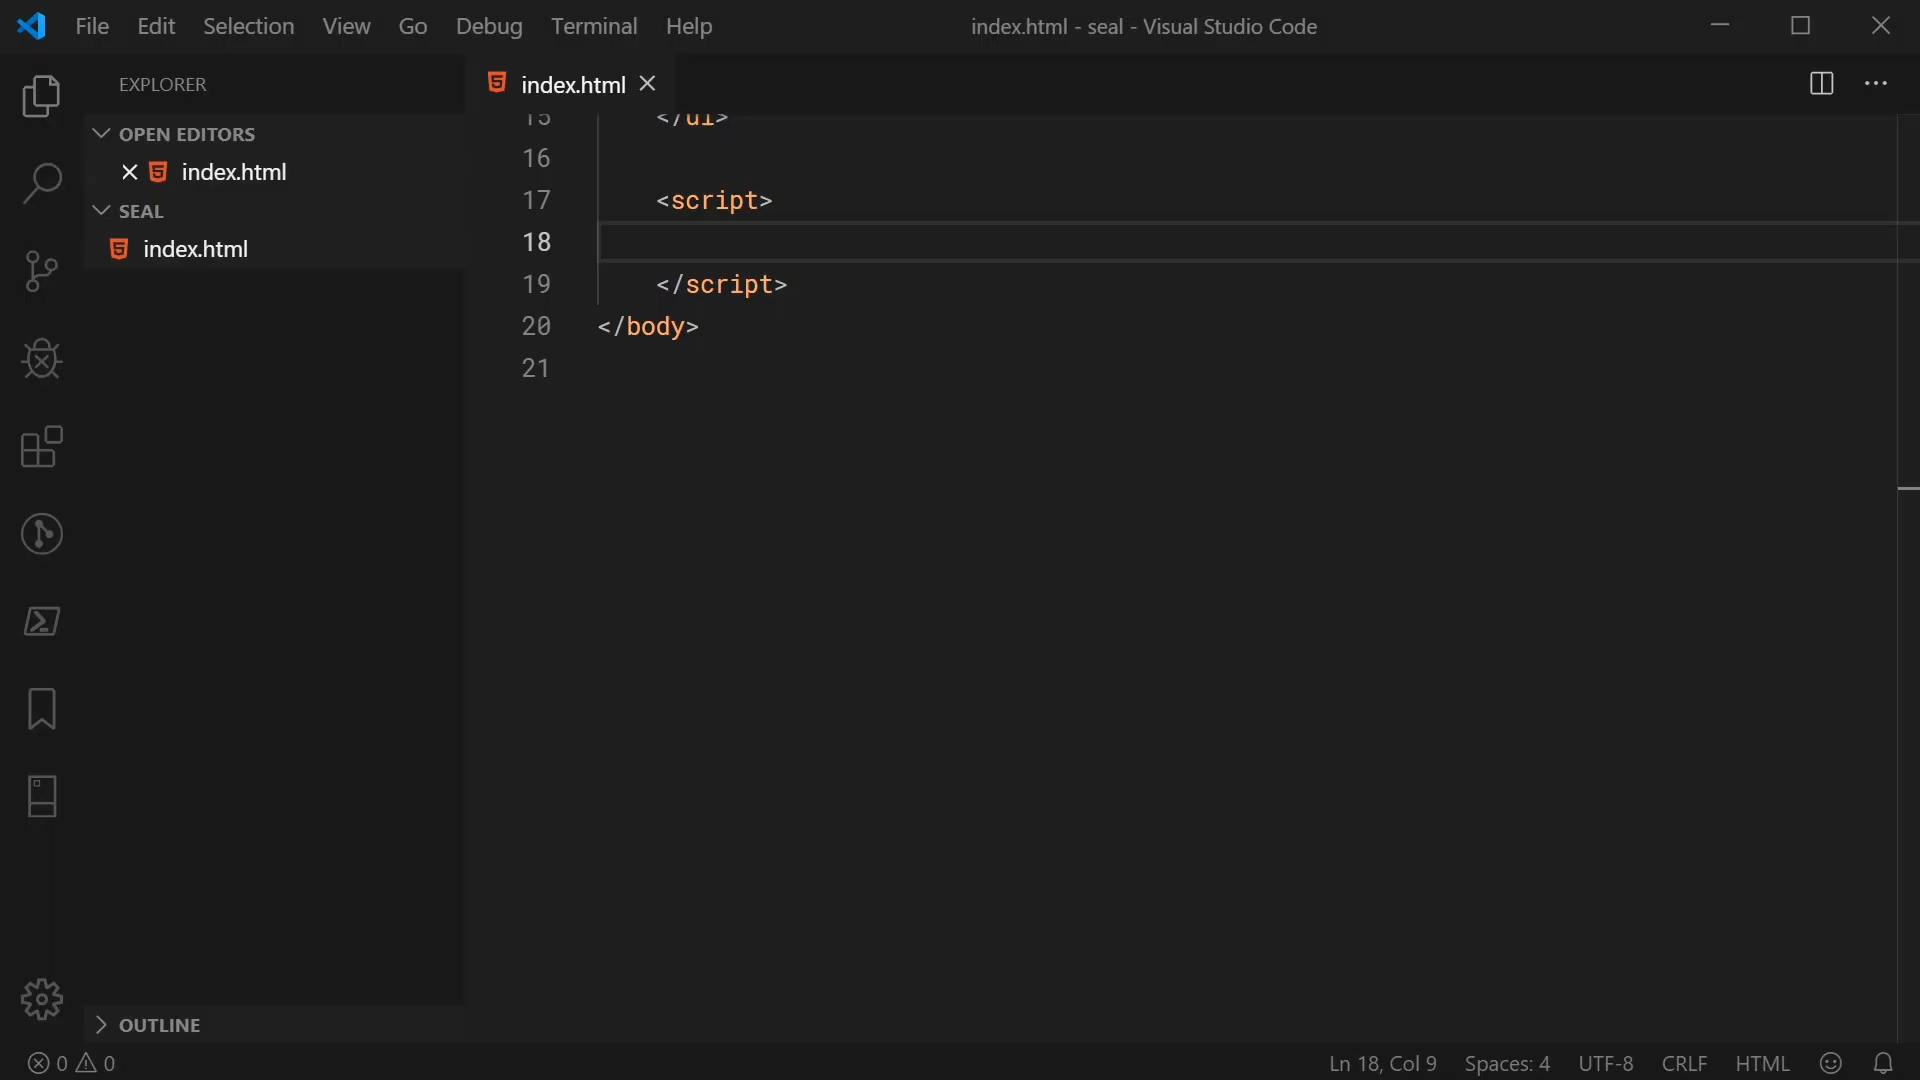 File Edit Selection View Go Debug Terminal Help index.html - seal - Visual Studio Code
EXPLORER
index.html
OPEN EDITORS
index.html
SEAL
index.html
15 </ul>
16
17 <script>
18
19 </script>
20 </body>
21
OUTLINE
0 0 Ln 18, Col 9 Spaces: 4 UTF-8 CRLF HTML